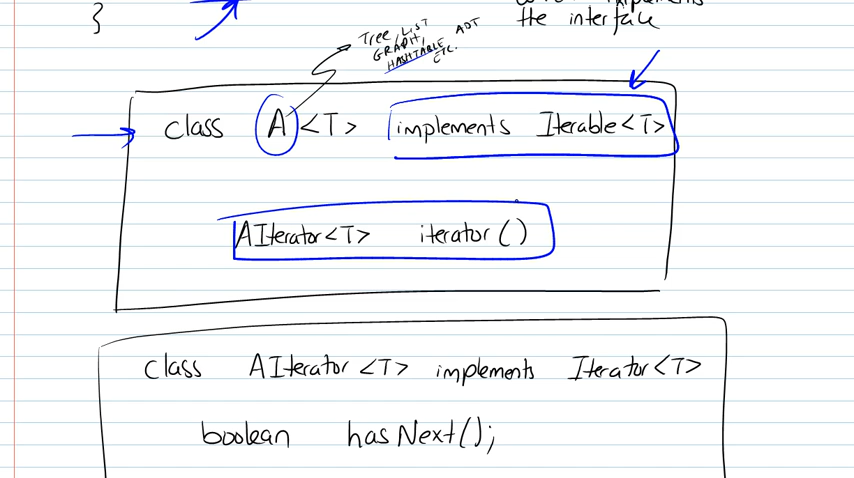 }
the interface
Tree, LIST
GRAPH, ADT
HASHTABLE ETC.
class A <T> implements Iterable<T>
AIterator<T> iterator()
class AIterator<T> implements Iterator<T>
boolean hasNext();